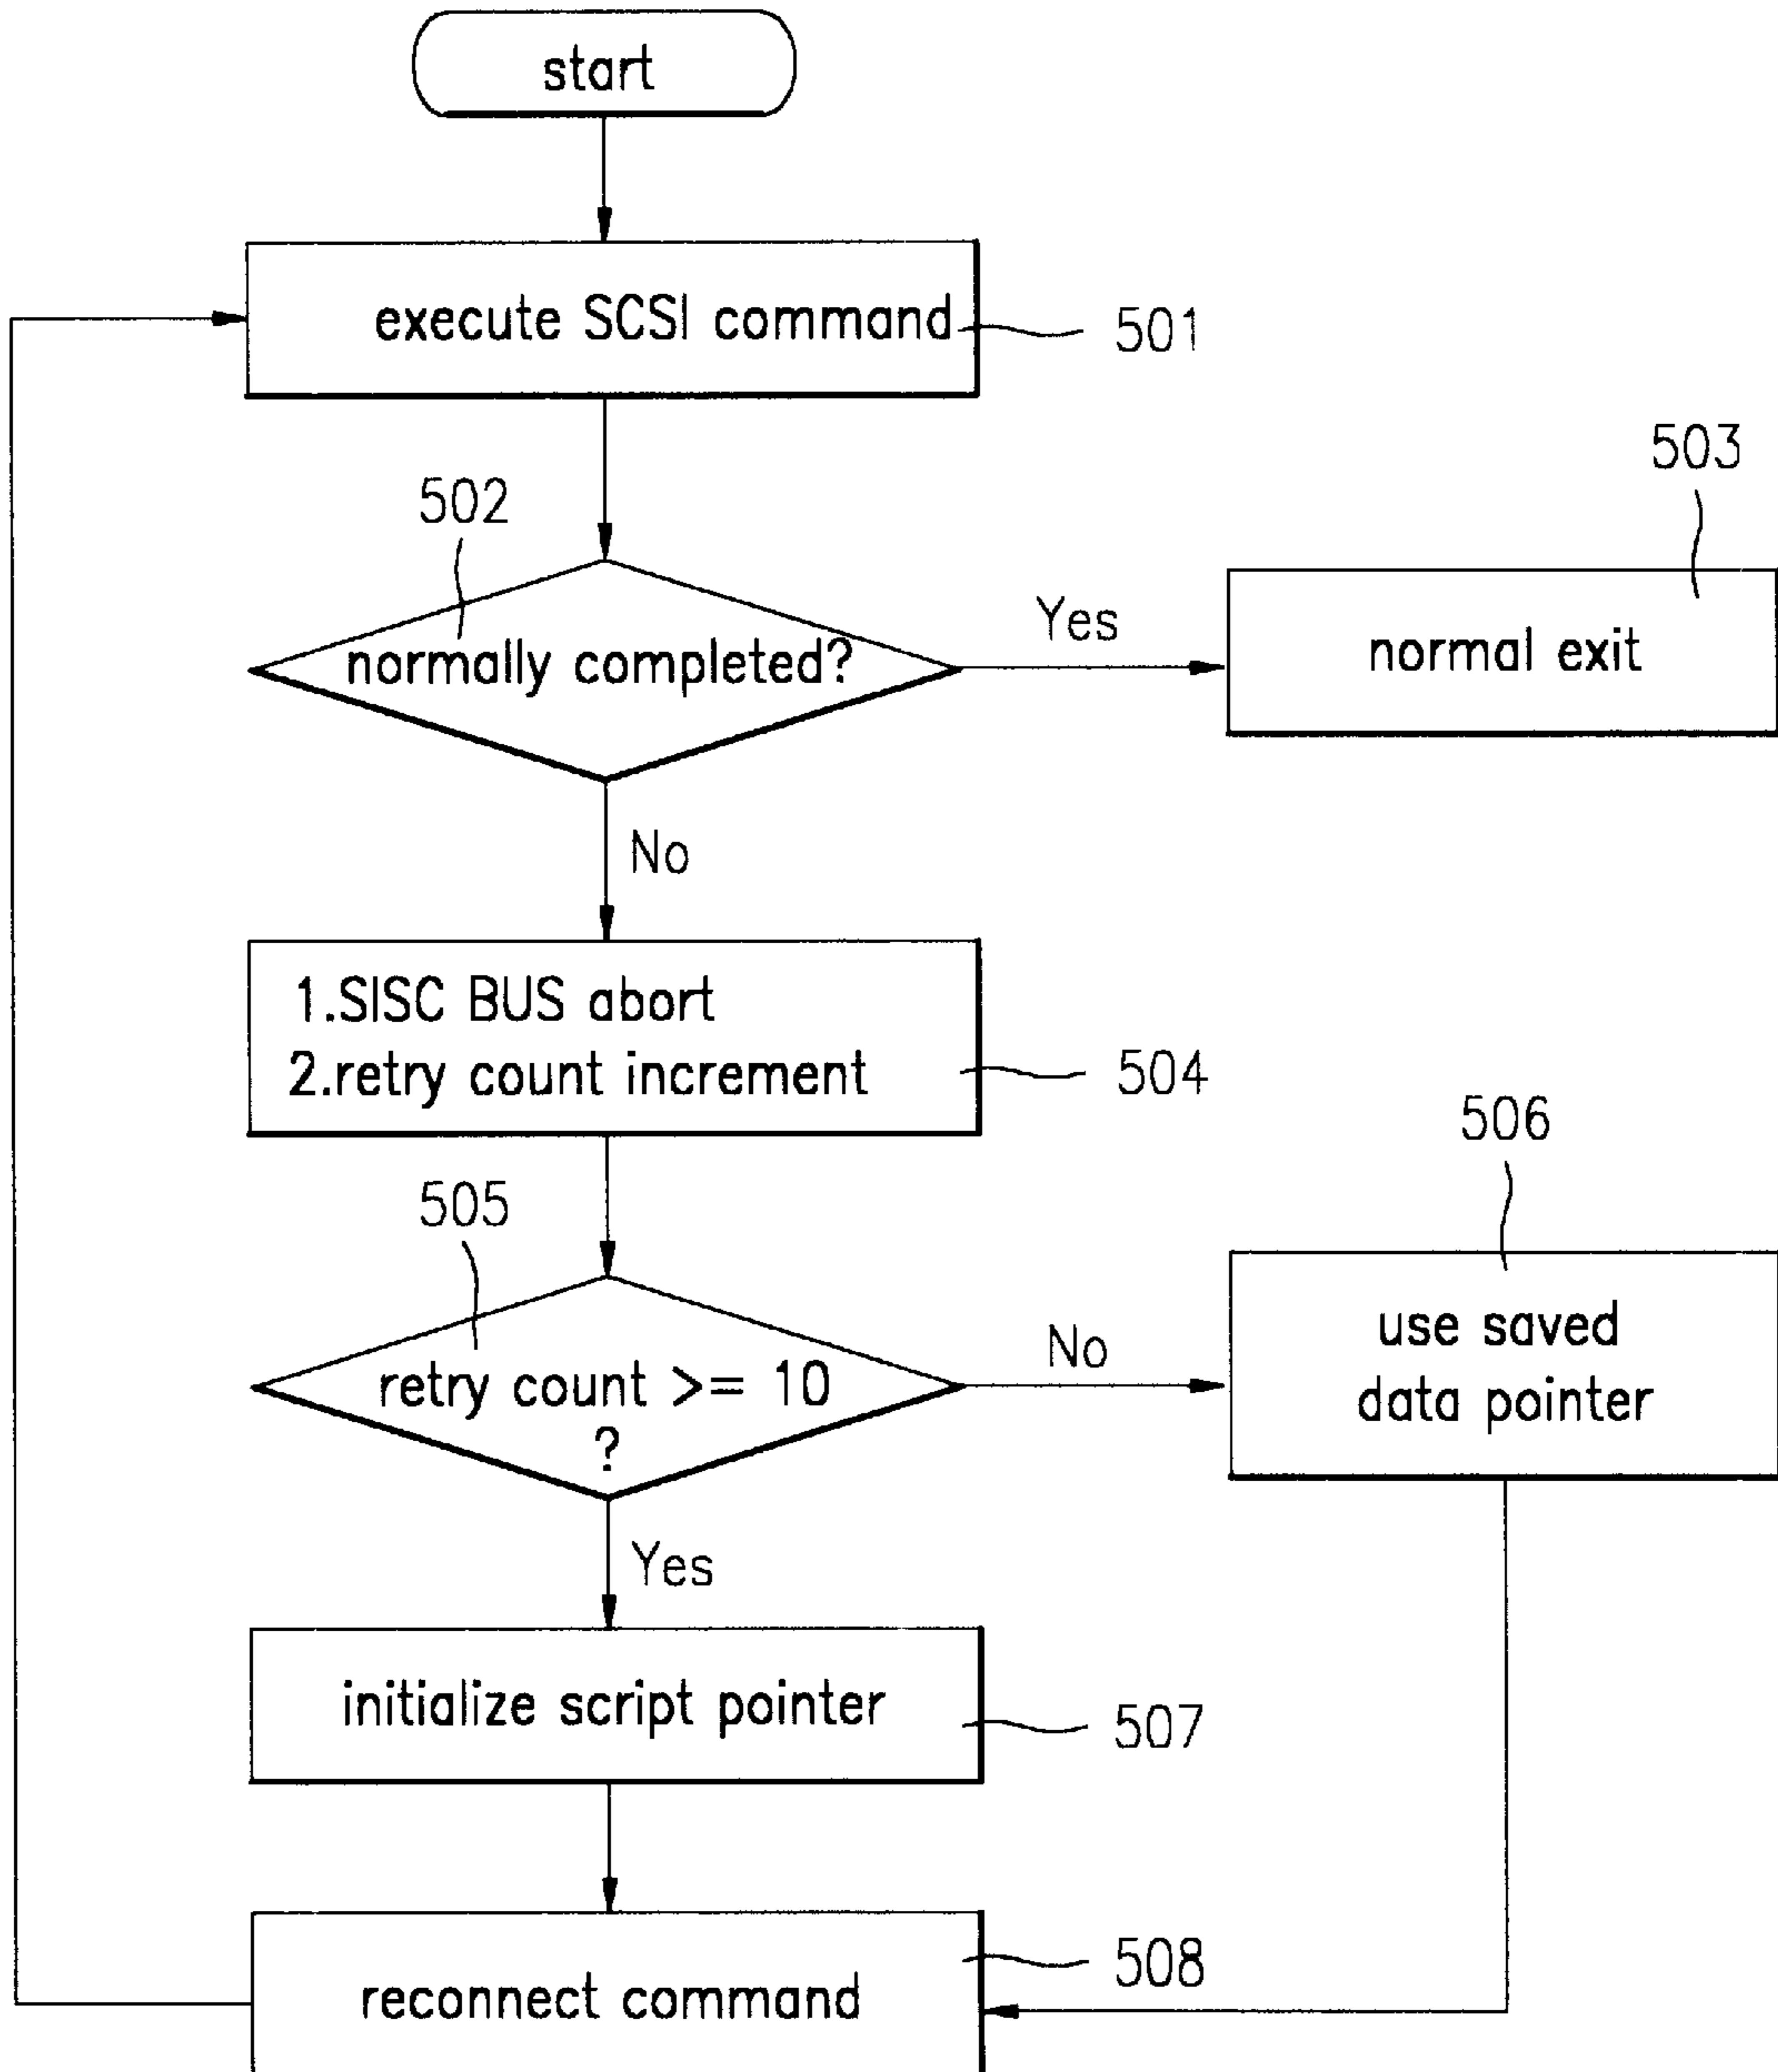 start
execute SCSI command
501
502
503
normally completed?
Yes
normal exit
No
1.SISC BUS abort
2.retry count increment
504
505
506
retry count >= 10
?
No
use saved
data pointer
Yes
initialize script pointer
507
reconnect command
508